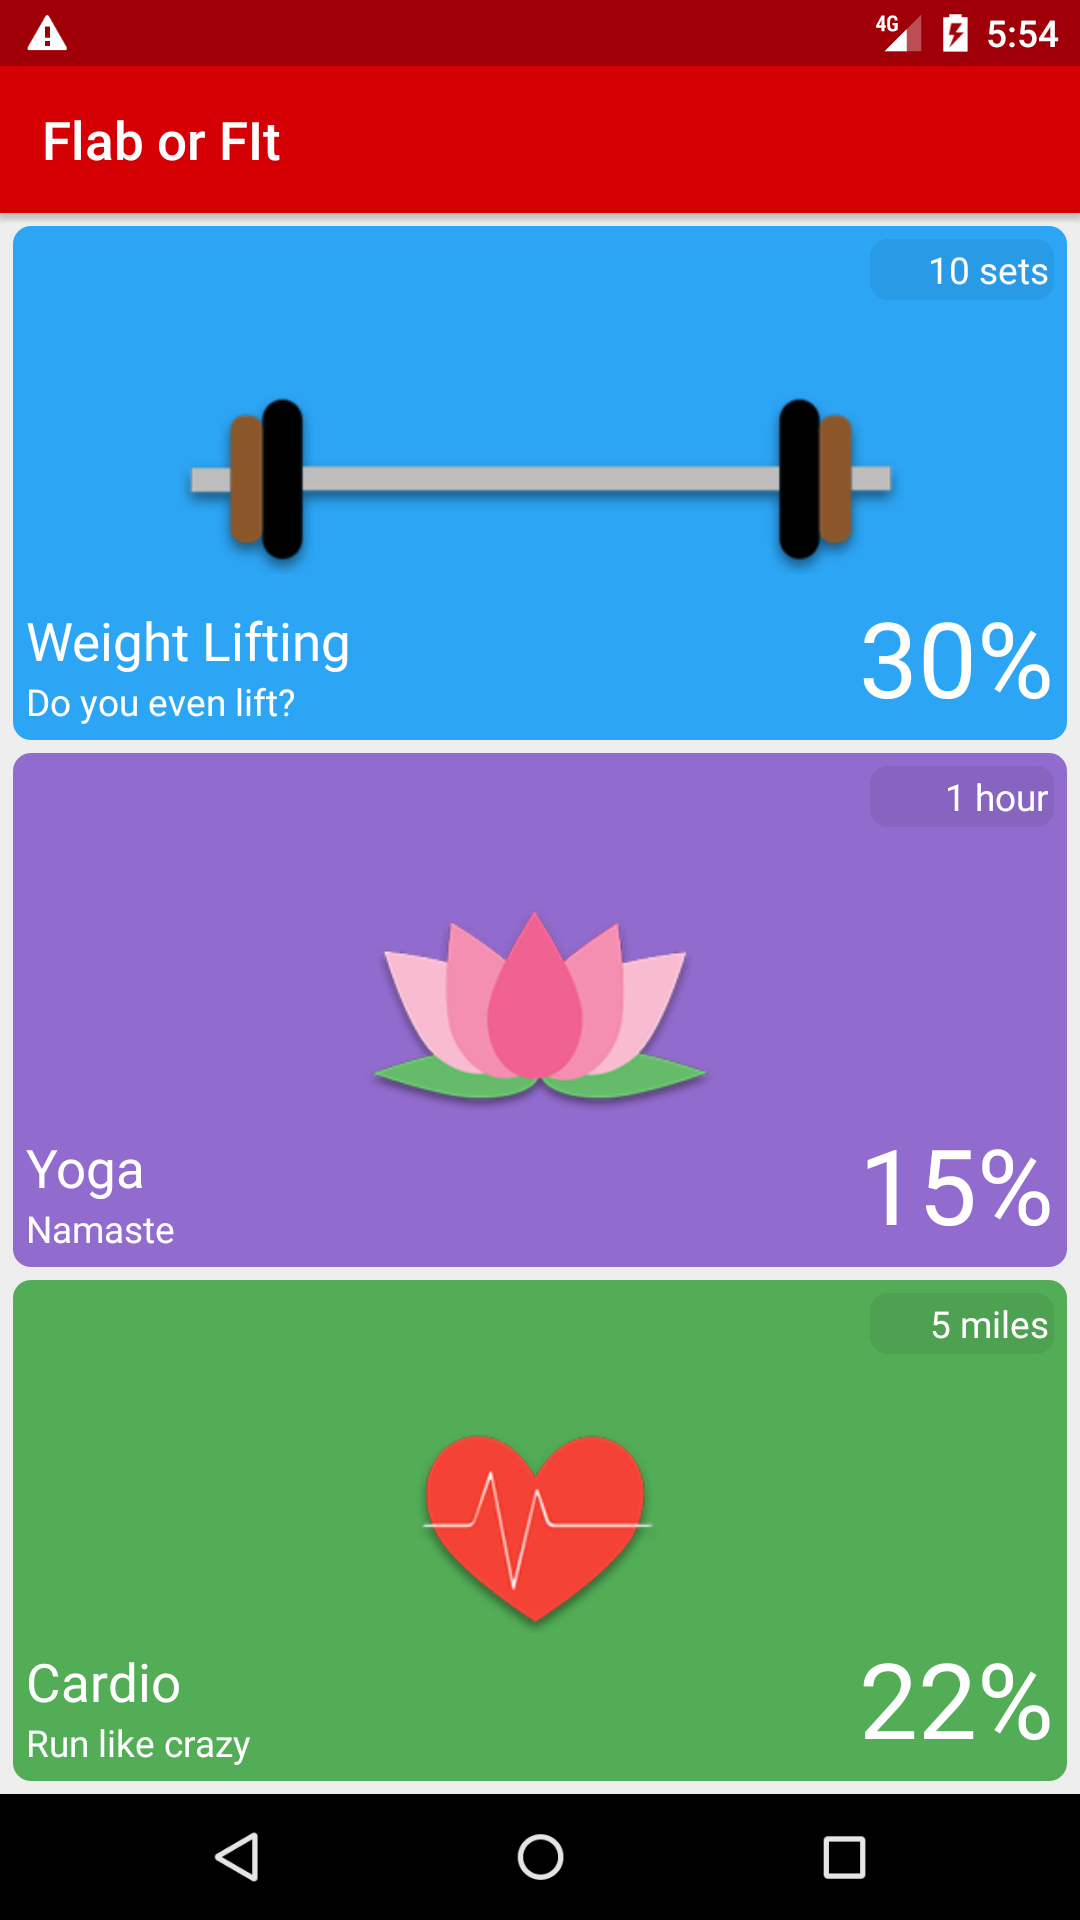 4G 5:54
Flab or FIt
10 sets
Weight Lifting
30%
Do you even lift?
1 hour
Yoga
15%
Namaste
5 miles
Cardio
22%
Run like crazy